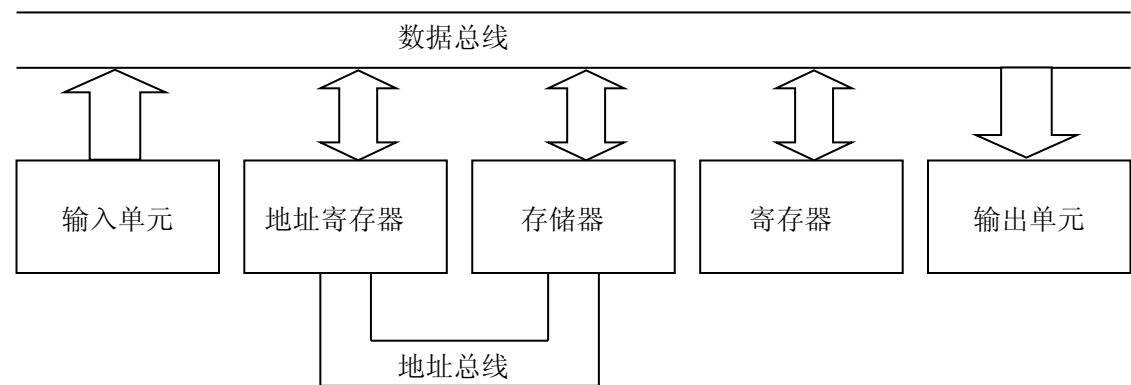 数据总线
输入单元
地址寄存器
存储器
寄存器
输出单元
地址总线